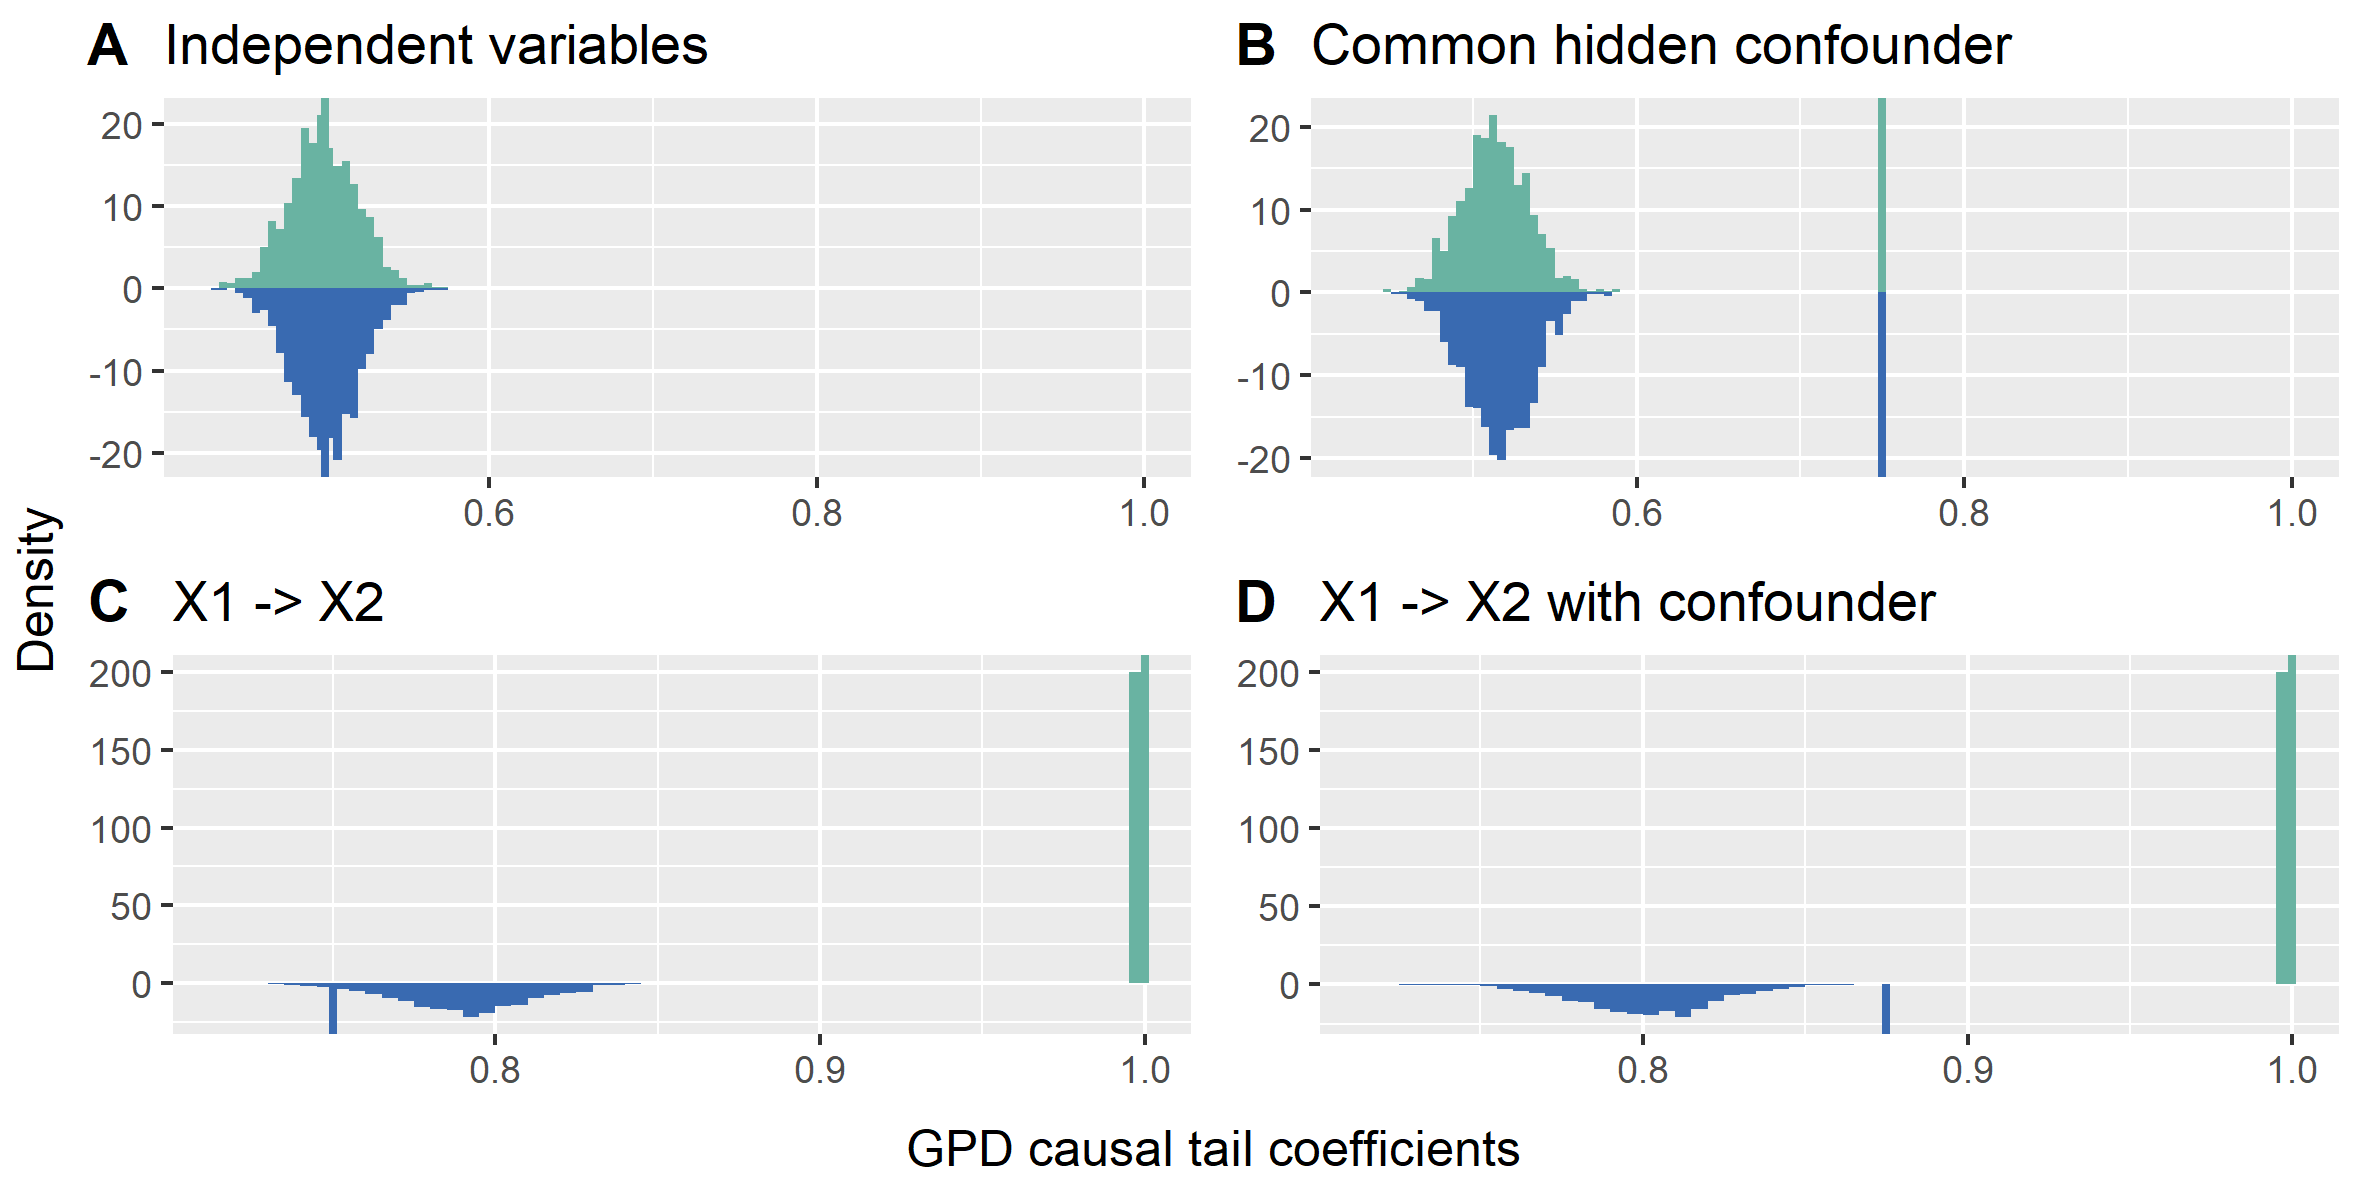 A Independent variables
20
10
0
-10
-20
0.6 0.8 1.0
B Common hidden confounder
20
10
0
-10
-20
0.6 0.8 1.0
Density
C X1 -> X2
200
150
100
50
0
0.8 0.9 1.0
D X1 -> X2 with confounder
200
150
100
50
0
0.8 0.9 1.0
GPD causal tail coefficients